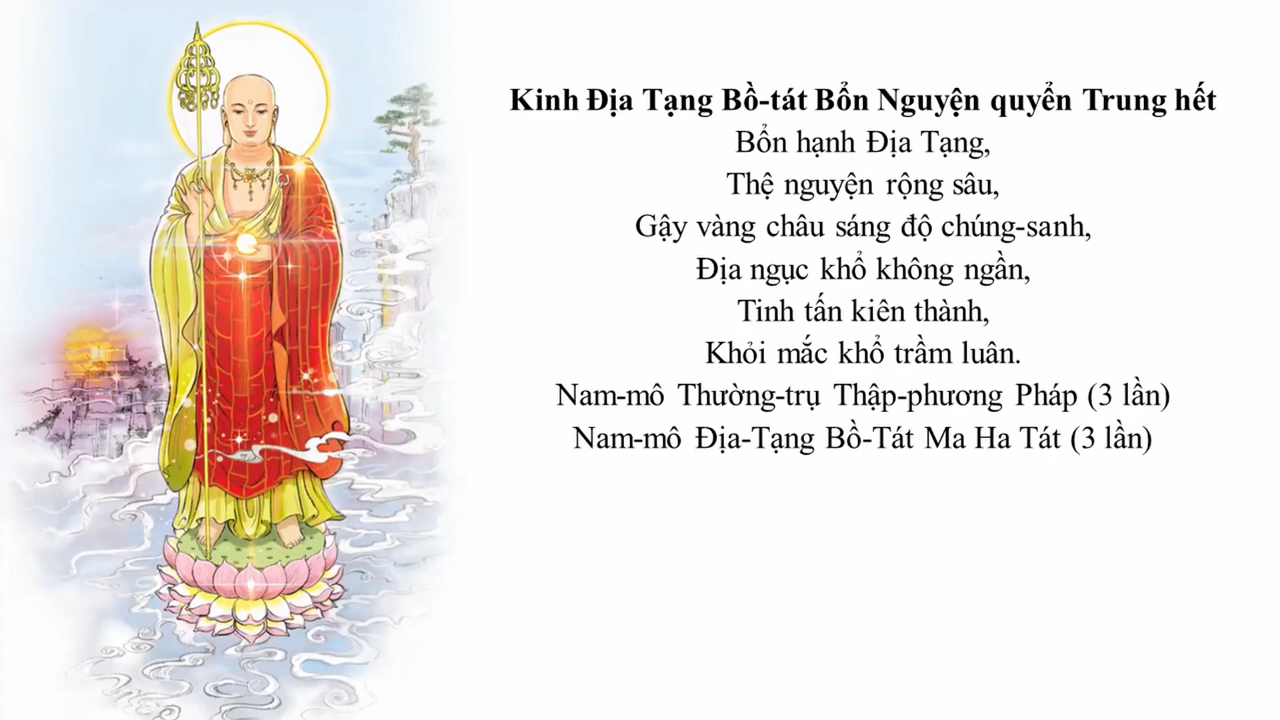 Kinh Địa Tạng Bồ-tát Bổn Nguyện quyển Trung hết
Bổn hạnh Địa Tạng,
Thệ nguyện rộng sâu,
Gậy vàng châu sáng độ chúng-sanh,
Địa ngục khổ không ngần,
Tinh tấn kiên thành,
Khỏi mắc khổ trầm luân.
Nam-mô Thường-trụ Thập-phương Pháp (3 lần)
Nam-mô Địa-Tạng Bồ-Tát Ma Ha Tát (3 lần)